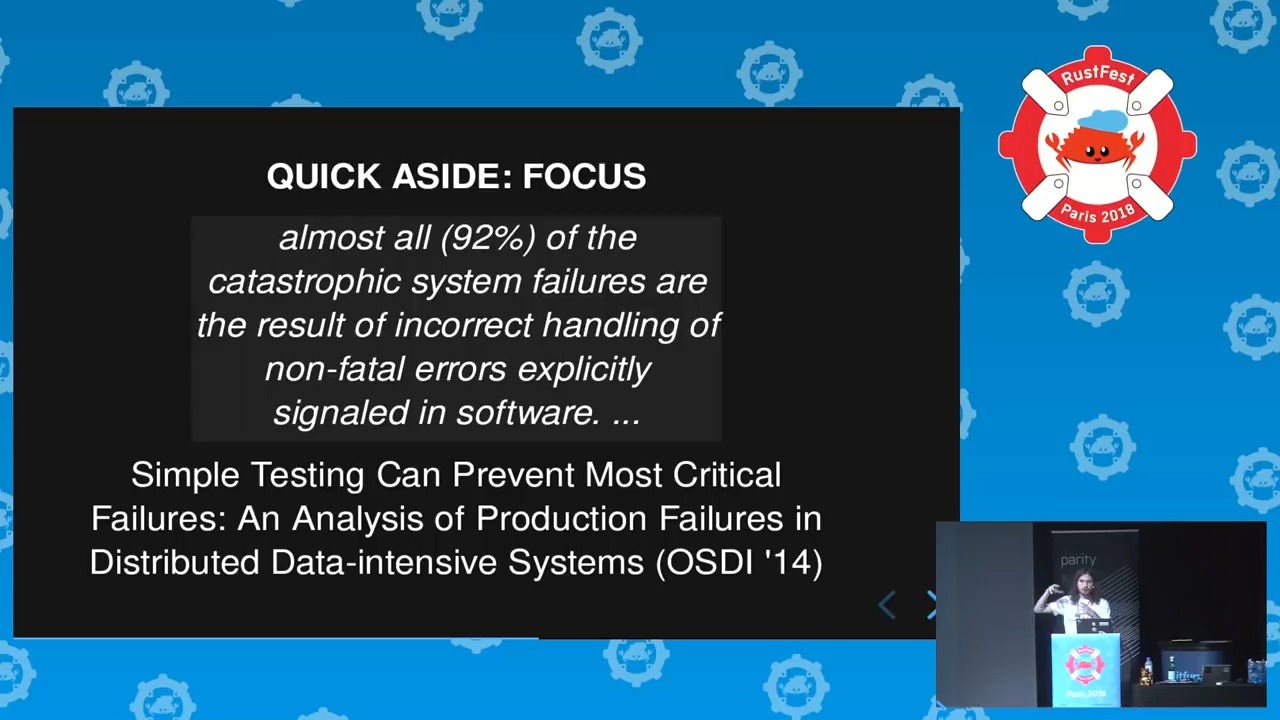 RustFest
Paris 2018
QUICK ASIDE: FOCUS
almost all (92%) of the
catastrophic system failures are
the result of incorrect handling of
non-fatal errors explicitly
signaled in software. ...
Simple Testing Can Prevent Most Critical
Failures: An Analysis of Production Failures in
Distributed Data-intensive Systems (OSDI '14)
parity
Paris 2018